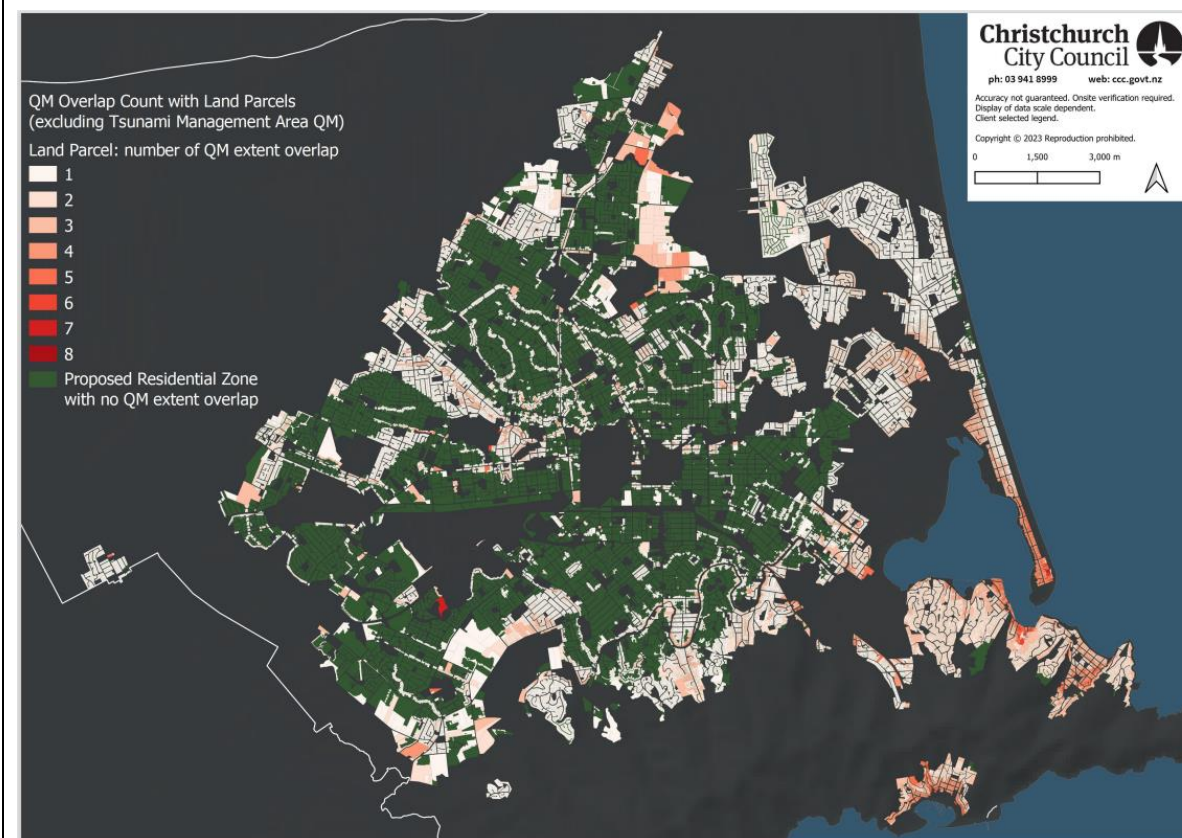 QM Overlap Count with Land Parcels
(excluding Tsunami Management Area QM)
Land Parcel: number of QM extent overlap
1
2
3
4
5
6
7
8
Proposed Residential Zone
with no QM extent overlap
Christchurch
City Council
ph: 03 941 8999 web: ccc.govt.nz
Accuracy not guaranteed. Onsite verification required.
Display of data scale dependent.
Client selected legend.
Copyright © 2023 Reproduction prohibited.
0 1,500 3,000 m